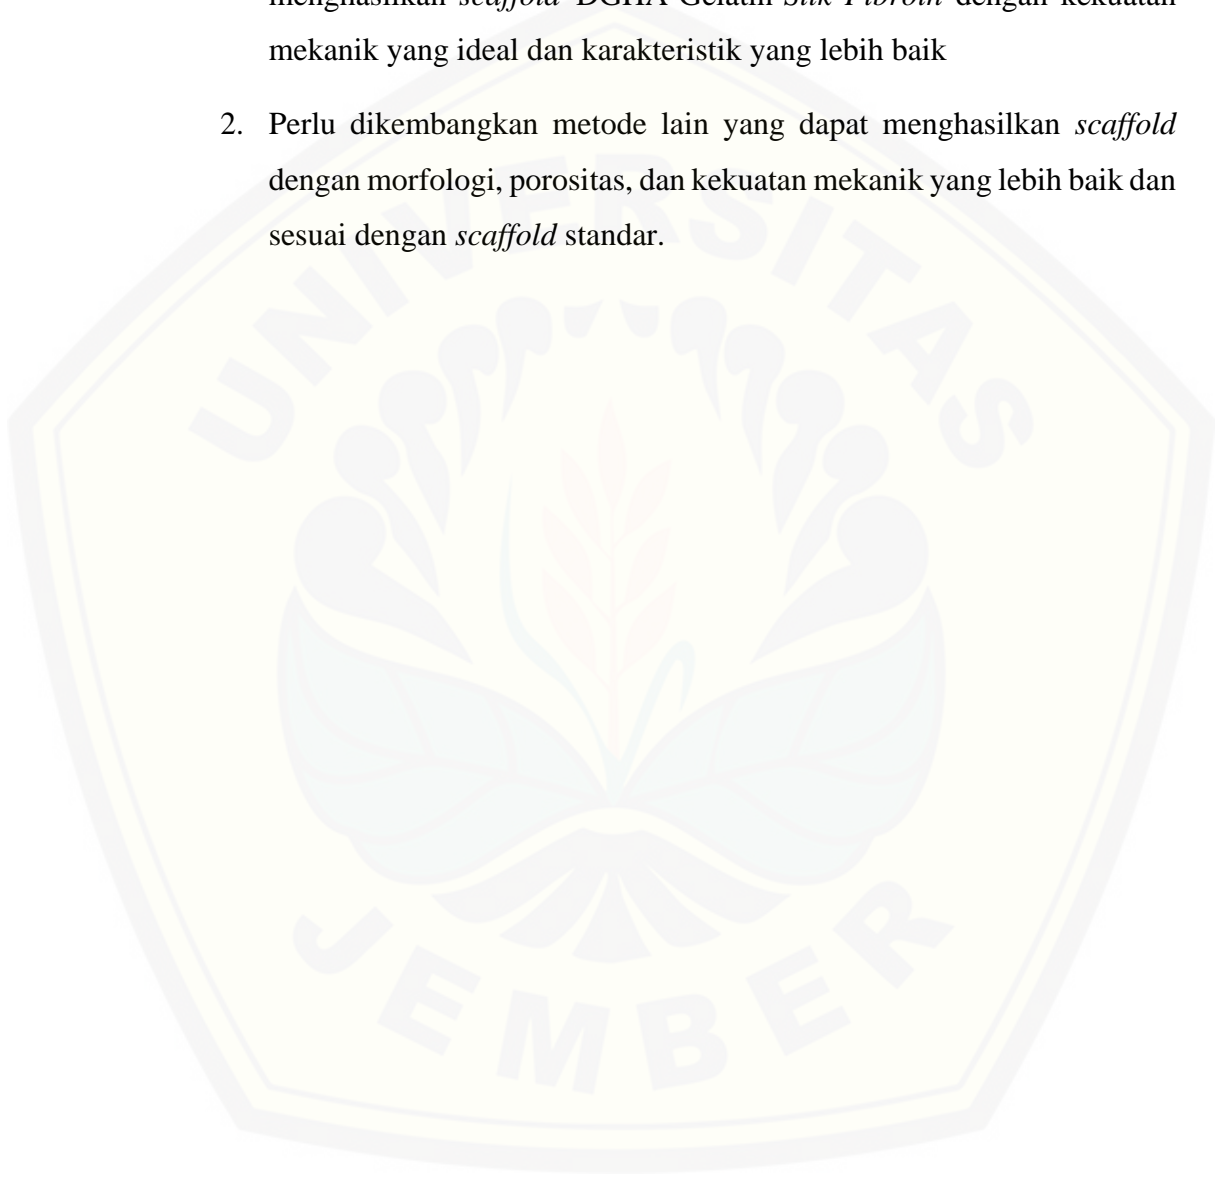 menghasilkan scaffold DGHA-Gelatin-Silk Fibroin dengan kekuatan
mekanik yang ideal dan karakteristik yang lebih baik
2. Perlu dikembangkan metode lain yang dapat menghasilkan scaffold
dengan morfologi, porositas, dan kekuatan mekanik yang lebih baik dan
sesuai dengan scaffold standar.
UNIVERSITAS
JEMBER